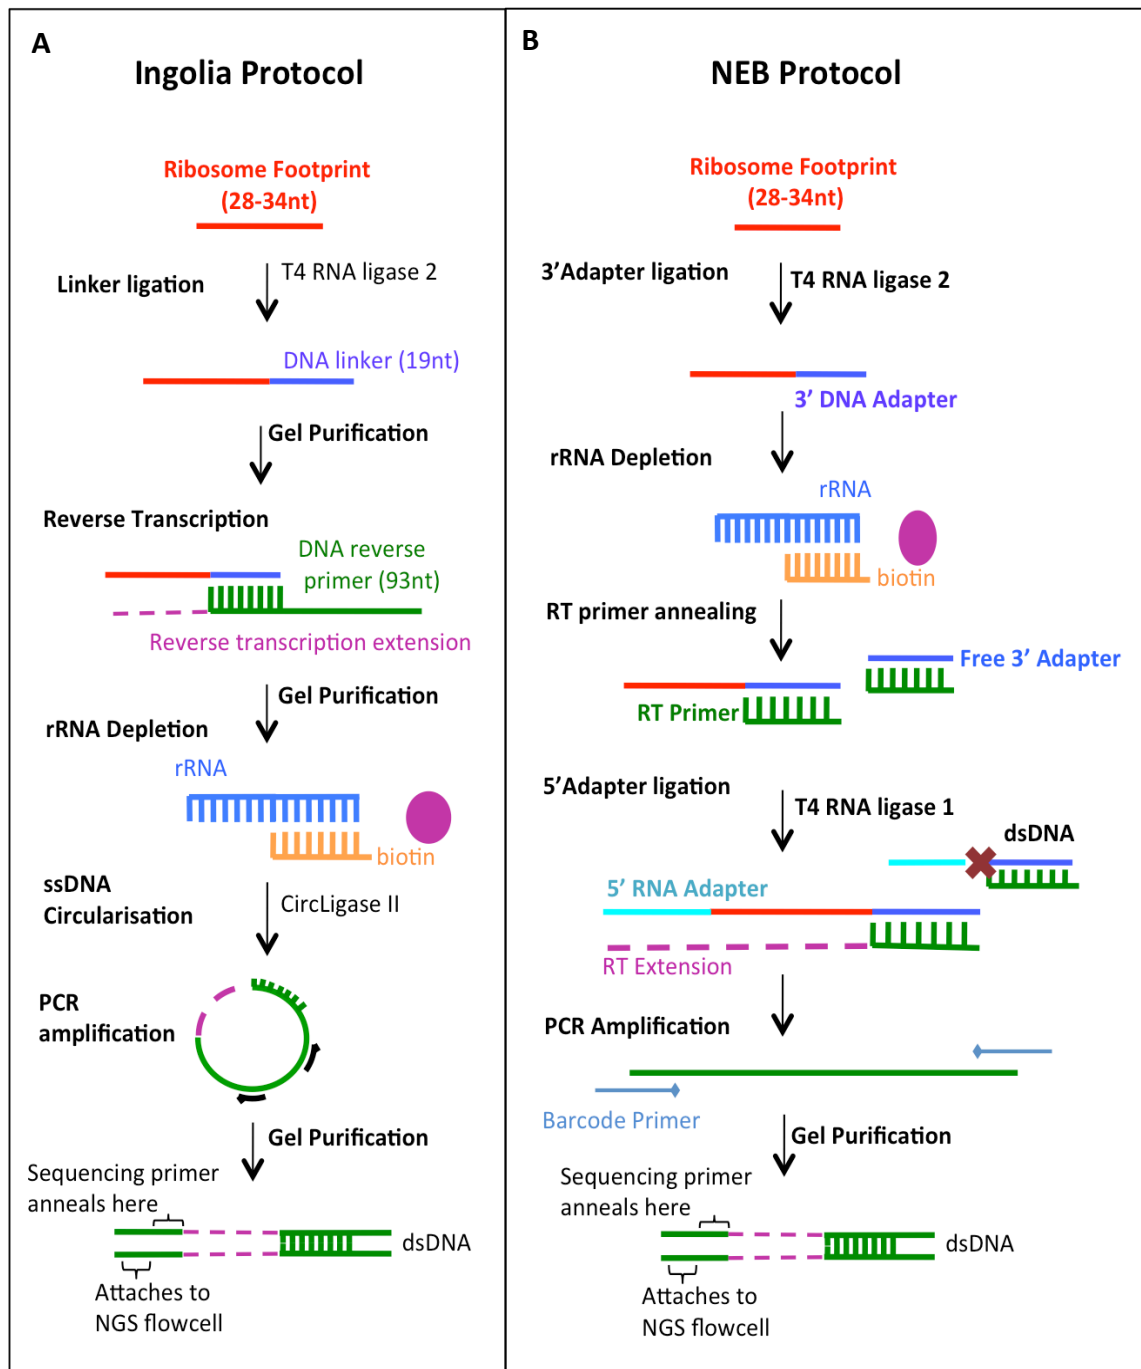 A
Ingolia Protocol
Ribosome Footprint
(28-34nt)
Linker ligation
T4 RNA ligase 2
DNA linker (19nt)
Gel Purification
Reverse Transcription
DNA reverse
primer (93nt)
Reverse transcription extension
Gel Purification
rRNA Depletion
rRNA
biotin
ssDNA
Circularisation
CircLigase II
PCR
amplification
Gel Purification
Sequencing primer
anneals here
dsDNA
Attaches to
NGS flowcell
B
NEB Protocol
Ribosome Footprint
(28-34nt)
3'Adapter ligation
T4 RNA ligase 2
3' DNA Adapter
rRNA Depletion
rRNA
biotin
RT primer annealing
Free 3' Adapter
RT Primer
5'Adapter ligation
T4 RNA ligase 1
dsDNA
5' RNA Adapter
RT Extension
PCR Amplification
Barcode Primer
Gel Purification
Sequencing primer
anneals here
dsDNA
Attaches to
NGS flowcell